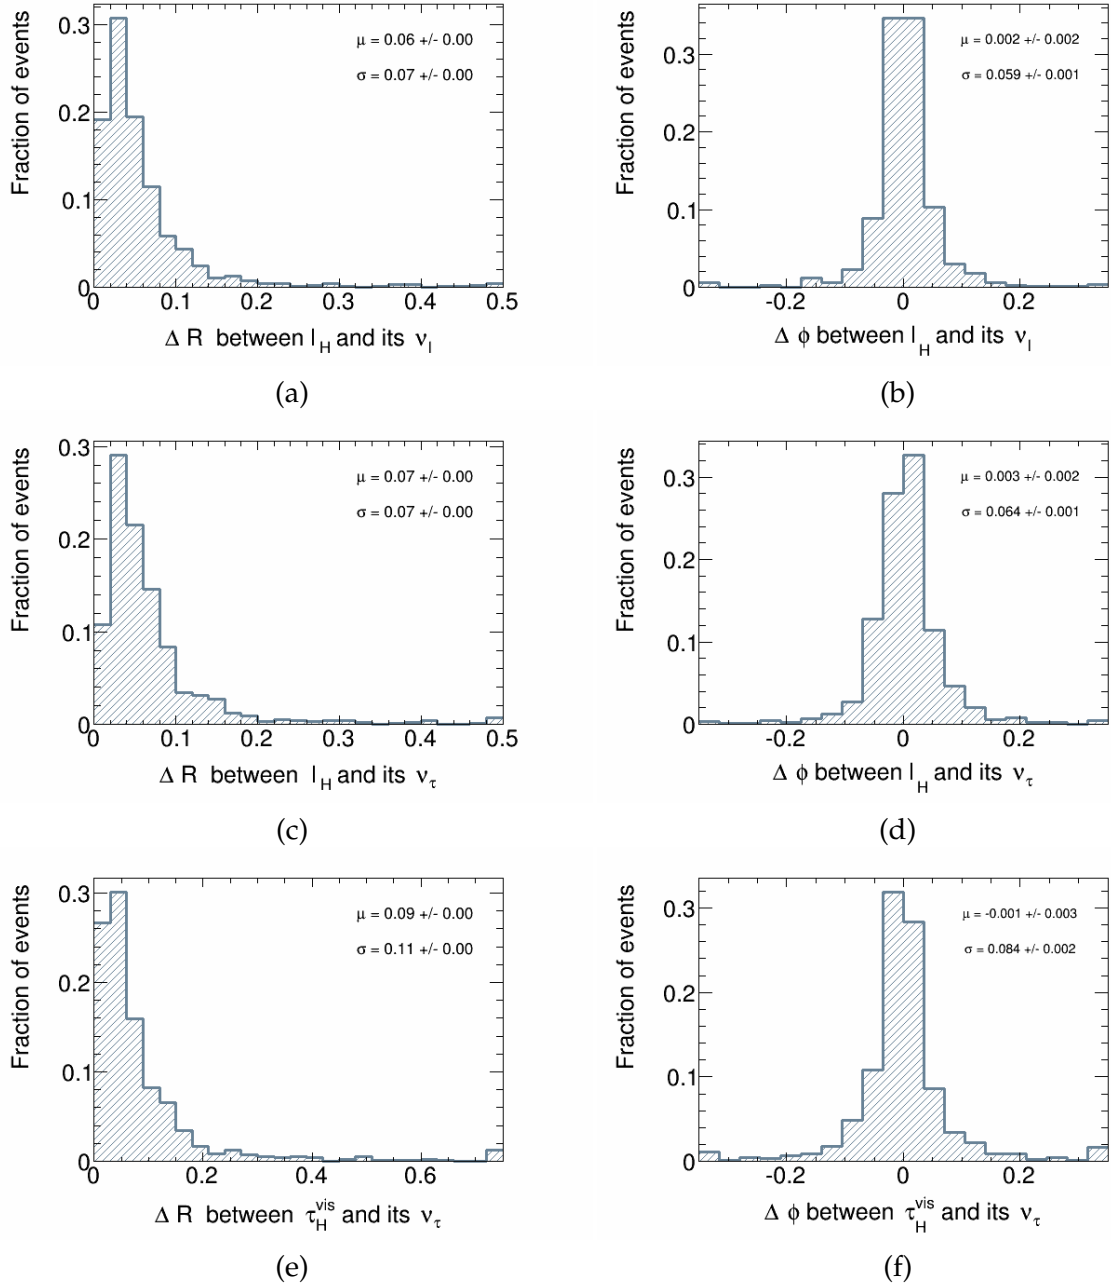 Fraction of events
0.3
0.2
0.1
0
μ = 0.06 +/- 0.00
σ = 0.07 +/- 0.00
0 0.1 0.2 0.3 0.4 0.5
Δ R between l_H and its ν_l
(a)
Fraction of events
0.3
0.2
0.1
0
μ = 0.002 +/- 0.002
σ = 0.059 +/- 0.001
-0.2 0 0.2
Δ ϕ between l_H and its ν_l
(b)
Fraction of events
0.3
0.2
0.1
0
μ = 0.07 +/- 0.00
σ = 0.07 +/- 0.00
0 0.1 0.2 0.3 0.4 0.5
Δ R between l_H and its ν_τ
(c)
Fraction of events
0.3
0.2
0.1
0
μ = 0.003 +/- 0.002
σ = 0.064 +/- 0.001
-0.2 0 0.2
Δ ϕ between l_H and its ν_τ
(d)
Fraction of events
0.3
0.2
0.1
0
μ = 0.09 +/- 0.00
σ = 0.11 +/- 0.00
0 0.2 0.4 0.6
Δ R between τ_H^vis and its ν_τ
(e)
Fraction of events
0.3
0.2
0.1
0
μ = -0.001 +/- 0.003
σ = 0.084 +/- 0.002
-0.2 0 0.2
Δ ϕ between τ_H^vis and its ν_τ
(f)